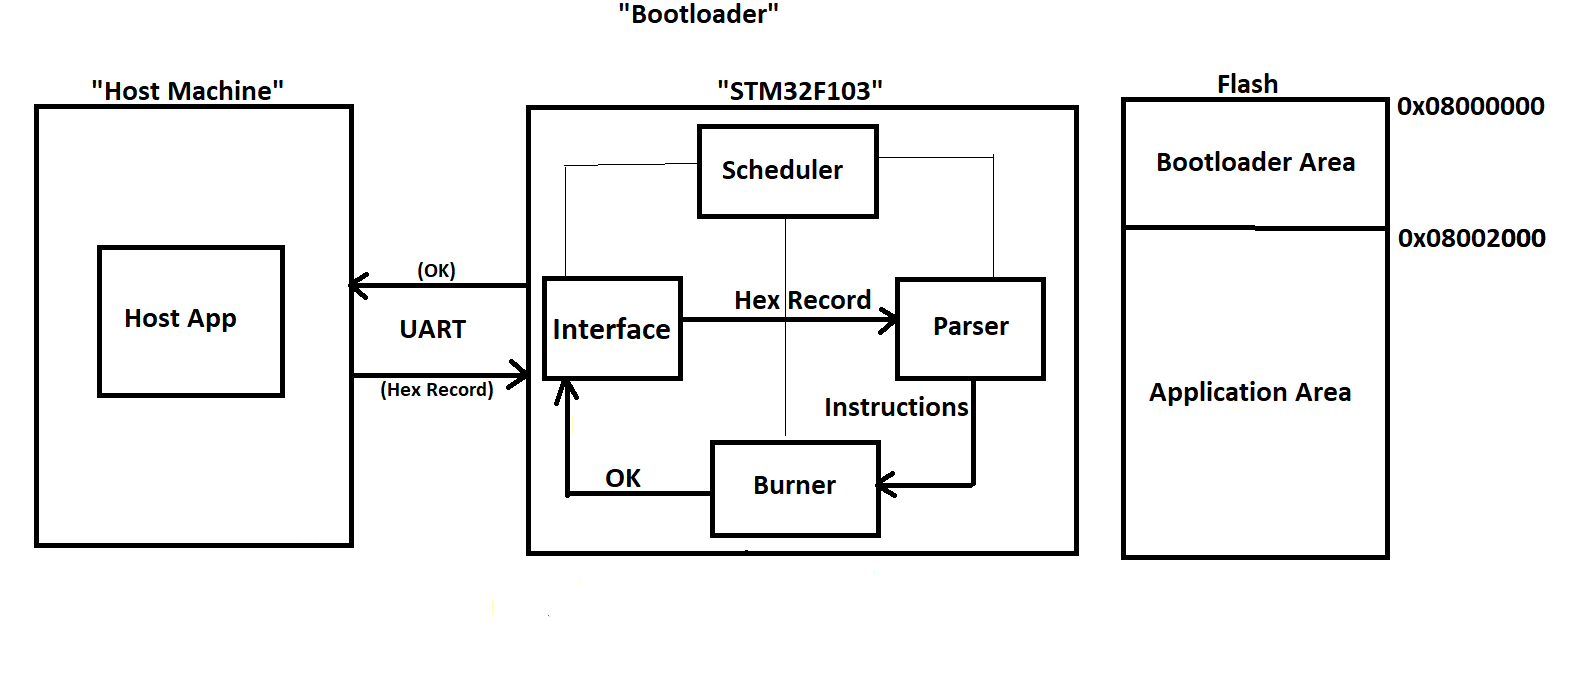 "Bootloader"
"Host Machine"
"STM32F103"
Flash
0x08000000
Scheduler
Bootloader Area
0x08002000
(OK)
Host App
UART
Interface
Hex Record
Parser
(Hex Record)
Instructions
Application Area
OK
Burner